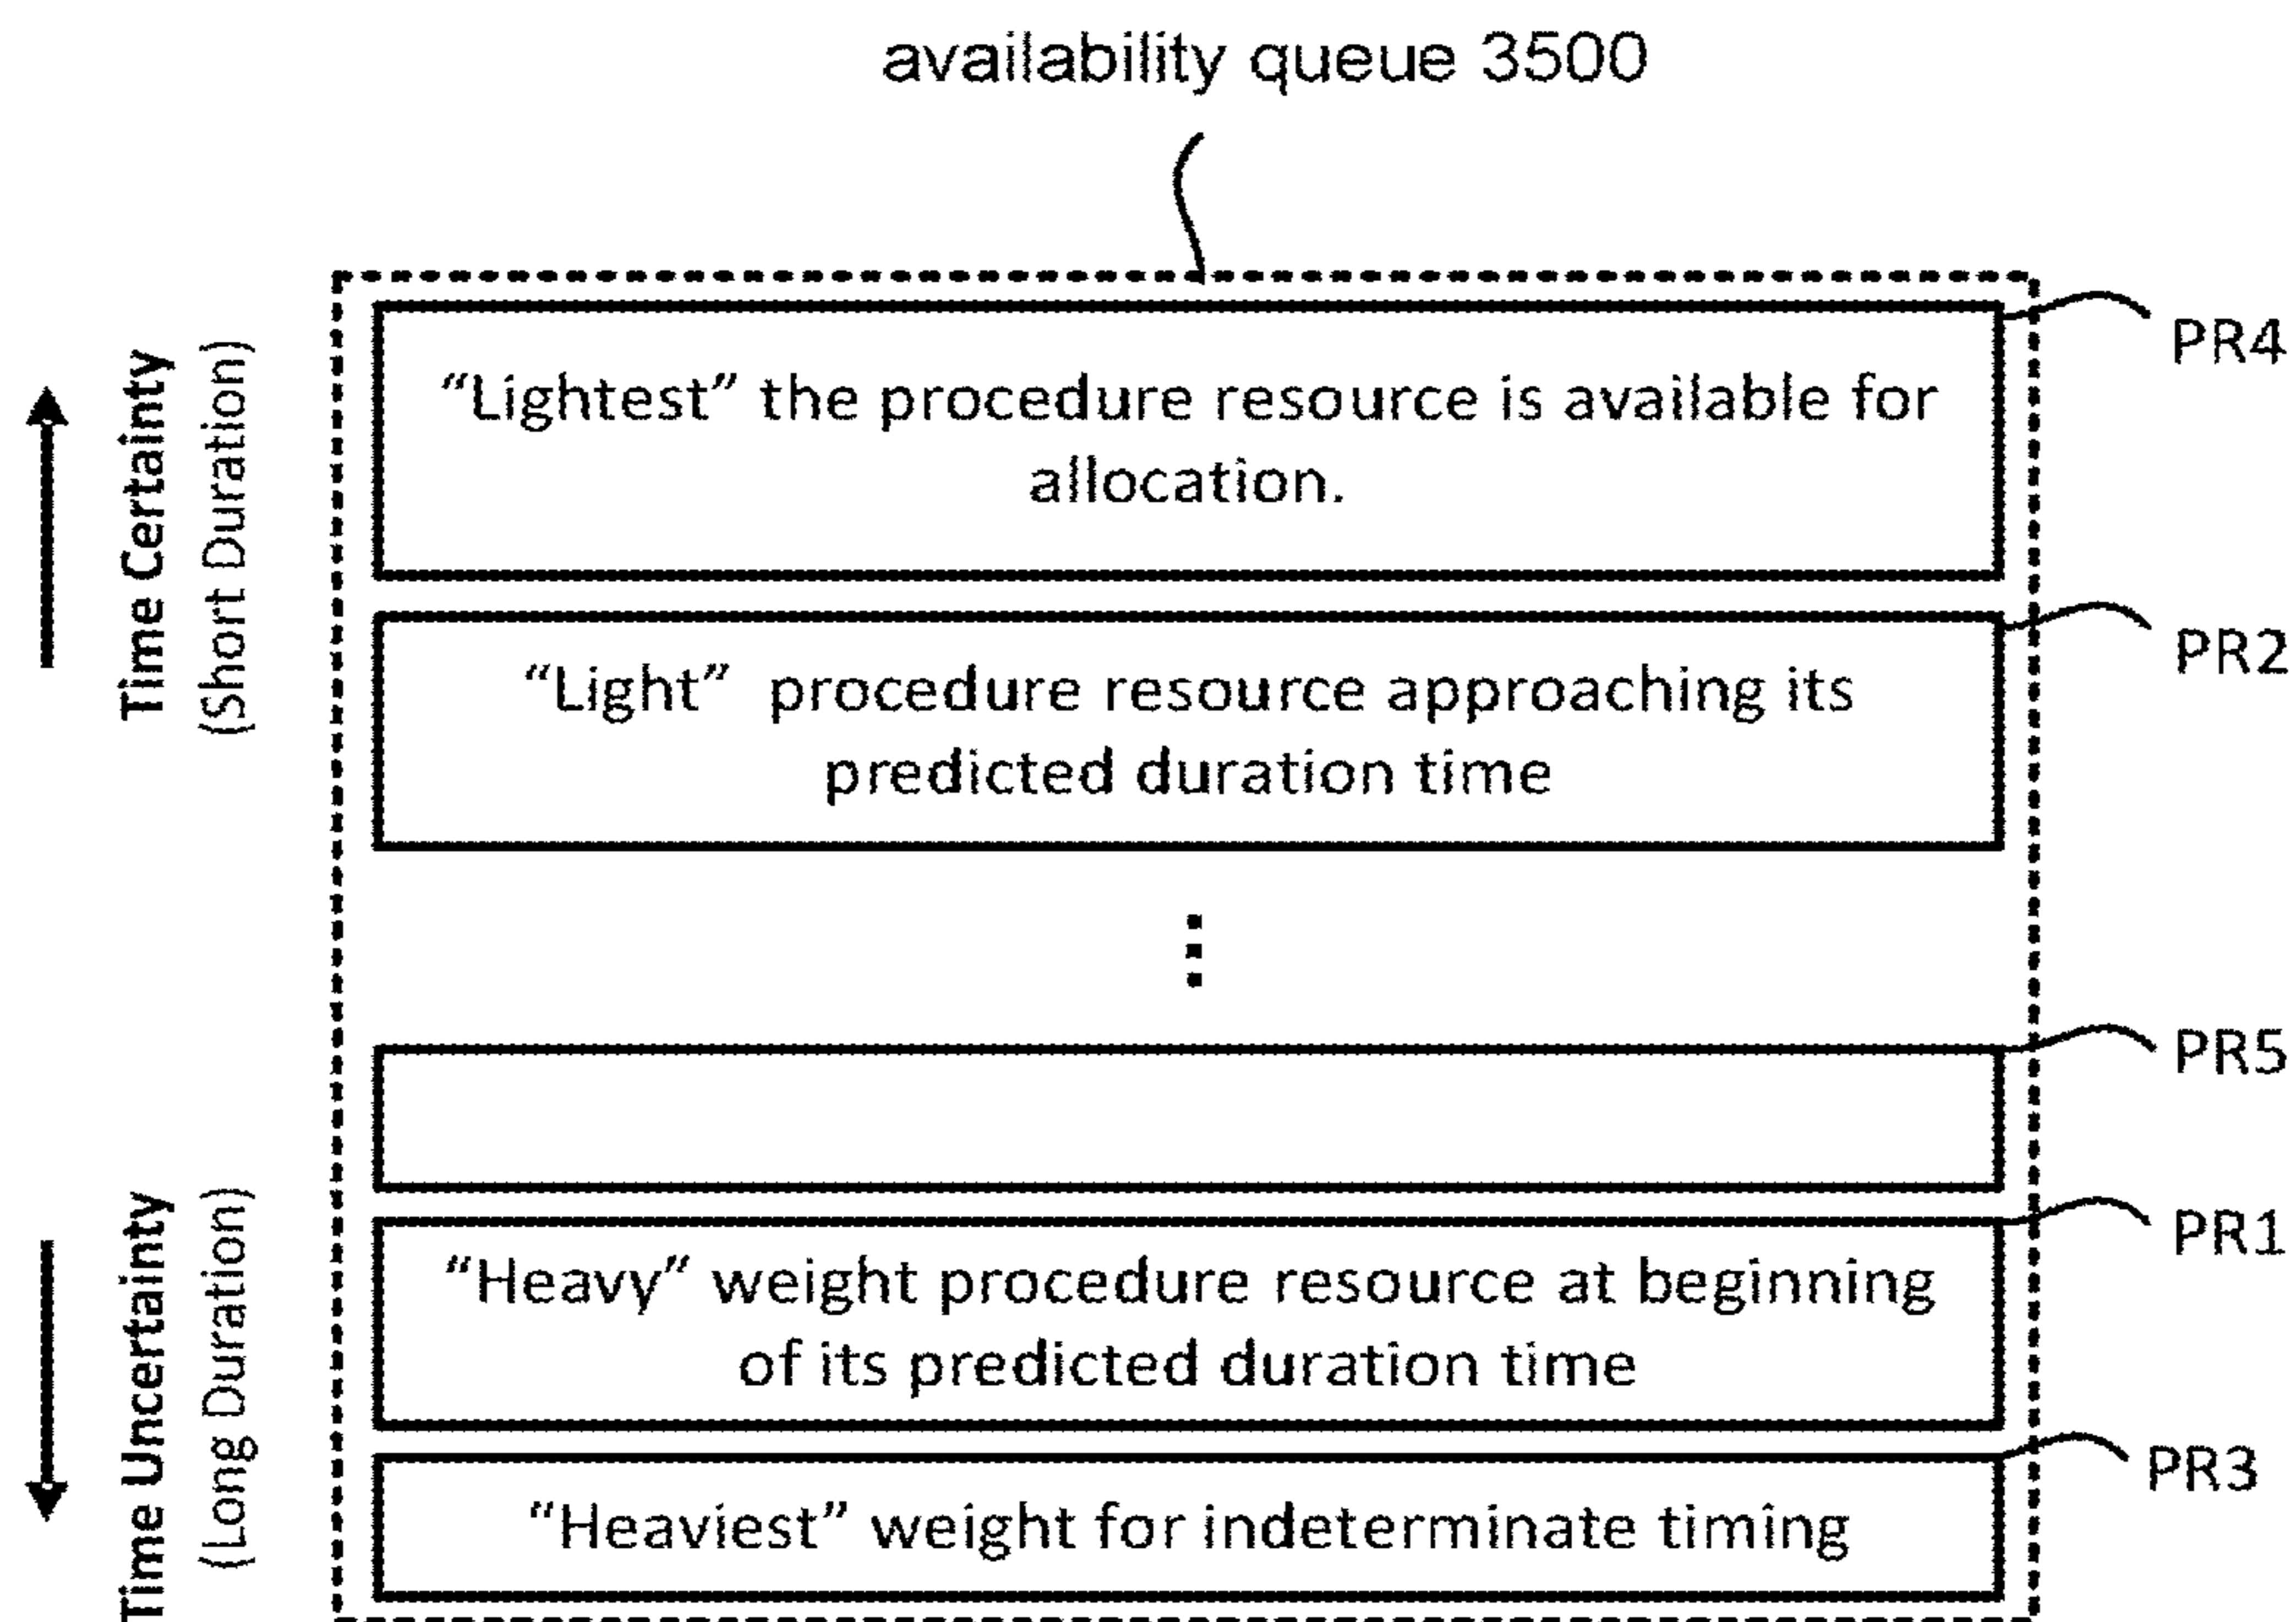 availability queue 3500
Time Certainty
(Short Duration)
“Lightest” the procedure resource is available for
allocation.
PR4
“Light” procedure resource approaching its
predicted duration time
PR2
PR5
Time Uncertainty
(Long Duration)
“Heavy” weight procedure resource at beginning
of its predicted duration time
PR1
“Heaviest” weight for indeterminate timing
PR3